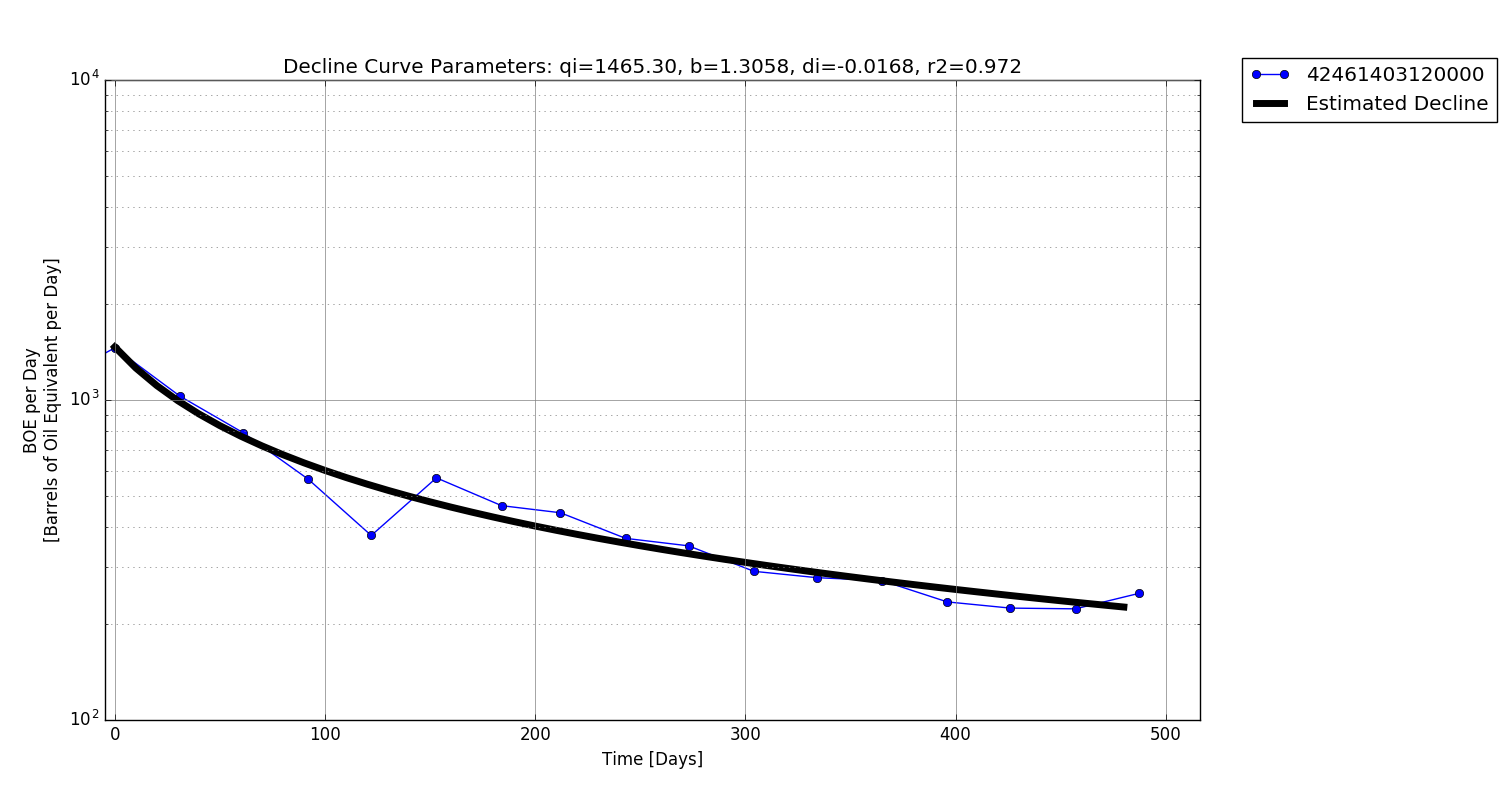 Decline Curve Parameters: qi=1465.30, b=1.3058, di=-0.0168, r2=0.972
42461403120000
Estimated Decline
BOE per Day
[Barrels of Oil Equivalent per Day]
10^4
10^3
10^2
0 100 200 300 400 500
Time [Days]